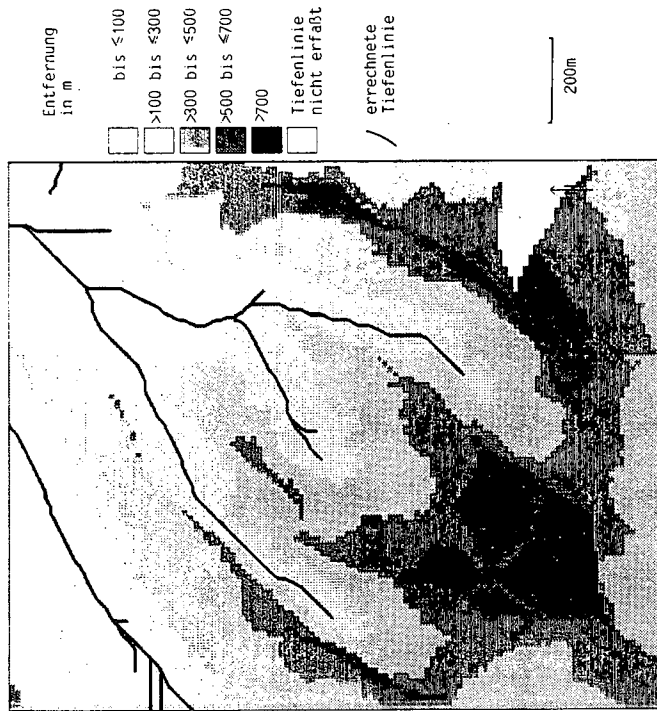 Entfernung
in m
bis ≤100
>100 bis ≤300
>300 bis ≤500
>500 bis ≤700
>700
Tiefenlinie
nicht erfaßt
errechnete
Tiefenlinie
200m